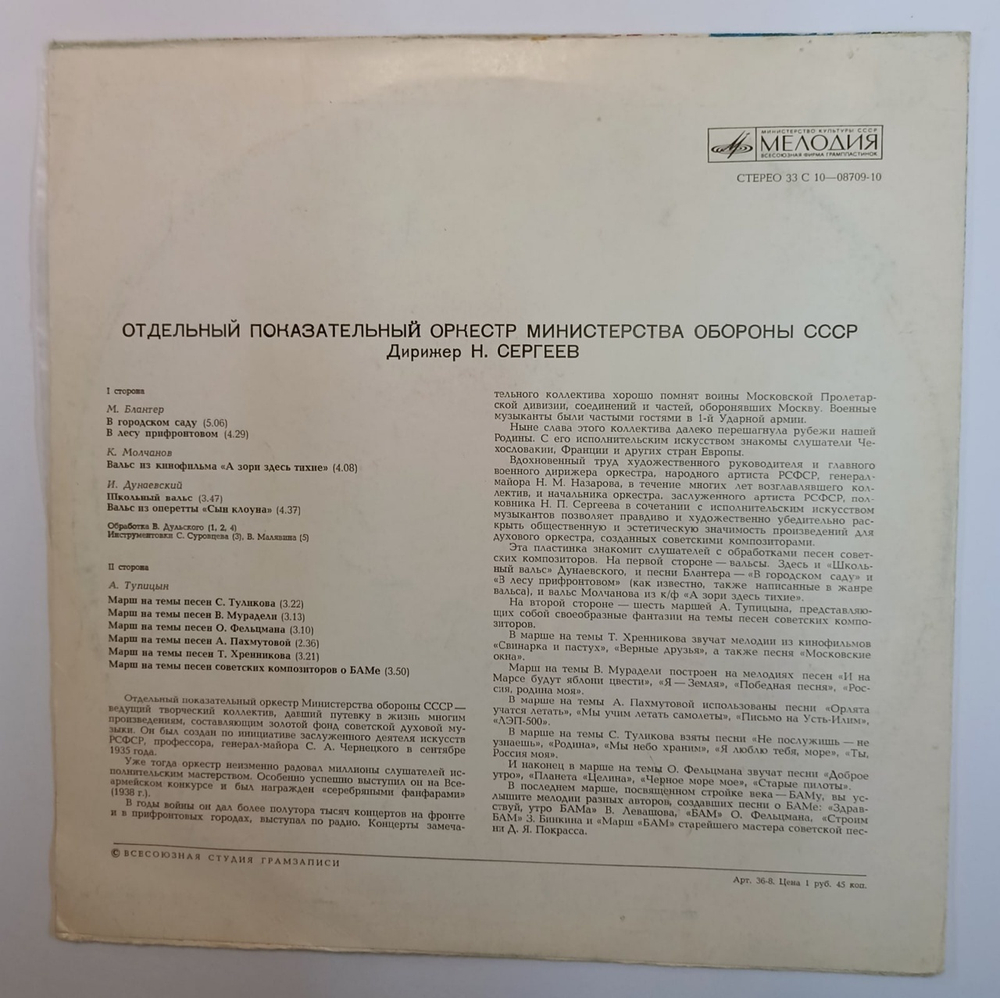 МИНИСТЕРСТВО КУЛЬТУРЫ СССР
МЕЛОДИЯ
ВСЕСОЮЗНАЯ ФИРМА ГРАМПЛАСТИНОК
СТЕРЕО 33 С 10—08709-10
ОТДЕЛЬНЫЙ ПОКАЗАТЕЛЬНЫЙ ОРКЕСТР МИНИСТЕРСТВА ОБОРОНЫ СССР
Дирижер Н. СЕРГЕЕВ
I сторона
М. Блантер
В городском саду (5.06)
В лесу прифронтовом (4.29)
К. Молчанов
Вальс из кинофильма «А зори здесь тихие» (4.08)
И. Дунаевский
Школьный вальс (3.47)
Вальс из оперетты «Сын клоуна» (4.37)
Обработка В. Дульского (1, 2, 4)
Инструментовки С. Суровцева (3), В. Малявина (5)
II сторона
А. Тупицын
Марш на темы песен С. Туликова (3.22)
Марш на темы песен В. Мурадели (3.13)
Марш на темы песен О. Фельцмана (3.10)
Марш на темы песен А. Пахмутовой (2.36)
Марш на темы песен Т. Хренникова (3.21)
Марш на темы песен советских композиторов о БАМе (3.50)
Отдельный показательный оркестр Министерства обороны СССР —
ведущий творческий коллектив, давший путевку в жизнь многим
произведениям, составляющим золотой фонд советской духовой му-
зыки. Он был создан по инициативе заслуженного деятеля искусств
РСФСР, профессора, генерал-майора С. А. Чернецкого в сентябре
1935 года.
Уже тогда оркестр неизменно радовал миллионы слушателей ис-
полнительским мастерством. Особенно успешно выступил он на Все-
армейском конкурсе и был награжден «серебряными фанфарами»
(1938 г.).
В годы войны он дал более полутора тысяч концертов на фронте
и в прифронтовых городах, выступал по радио. Концерты замеча-
тельного коллектива хорошо помнят воины Московской Пролетар-
ской дивизии, соединений и частей, оборонявших Москву. Военные
музыканты были частыми гостями в 1-й Ударной армии.
Ныне слава этого коллектива далеко перешагнула рубежи нашей
Родины. С его исполнительским искусством знакомы слушатели Че-
хословакии, Франции и других стран Европы.
Вдохновенный труд художественного руководителя и главного
военного дирижера оркестра, народного артиста РСФСР, генерал-
майора Н. М. Назарова, в течение многих лет возглавлявшего кол-
лектив, и начальника оркестра, заслуженного артиста РСФСР, пол-
ковника Н. П. Сергеева в сочетании с исполнительским искусством
музыкантов позволяет правдиво и художественно убедительно рас-
крыть общественную и эстетическую значимость произведений для
духового оркестра, созданных советскими композиторами.
Эта пластинка знакомит слушателей с обработками песен совет-
ских композиторов. На первой стороне — вальсы. Здесь и «Школь-
ный вальс» Дунаевского, и песни Блантера — «В городском саду» и
«В лесу прифронтовом» (как известно, также написанные в жанре
вальса), и вальс Молчанова из к/ф «А зори здесь тихие».
На второй стороне — шесть маршей А. Тупицына, представляю-
щих собой своеобразные фантазии на темы песен советских компо-
зиторов.
В марше на темы Т. Хренникова звучат мелодии из кинофильмов
«Свинарка и пастух», «Верные друзья», а также песня «Московские
окна».
Марш на темы В. Мурадели построен на мелодиях песен «И на
Марсе будут яблони цвести», «Я — Земля», «Победная песня», «Рос-
сия, родина моя».
В марше на темы А. Пахмутовой использованы песни «Орлята
учатся летать», «Мы учим летать самолеты», «Письмо на Усть-Илим»,
«ЛЭП-500».
В марше на темы С. Туликова взяты песни «Не послужишь — не
узнаешь», «Родина», «Мы небо храним», «Я люблю тебя, море», «Ты,
Россия моя».
И наконец в марше на темы О. Фельцмана звучат песни «Доброе
утро», «Планета «Целина», «Черное море мое», «Старые пилоты».
В последнем марше, посвященном стройке века — БАМу, вы ус-
лышите мелодии разных авторов, создавших песни о БАМе: «Здрав-
ствуй, утро БАМа» В. Левашова, «БАМ» О. Фельцмана, «Строим
БАМ» З. Бинкина и «Марш «БАМ» старейшего мастера советской пес-
ни Д. Я. Покрасса.
© ВСЕСОЮЗНАЯ СТУДИЯ ГРАМЗАПИСИ
Арт. 36-8. Цена 1 руб. 45 коп.